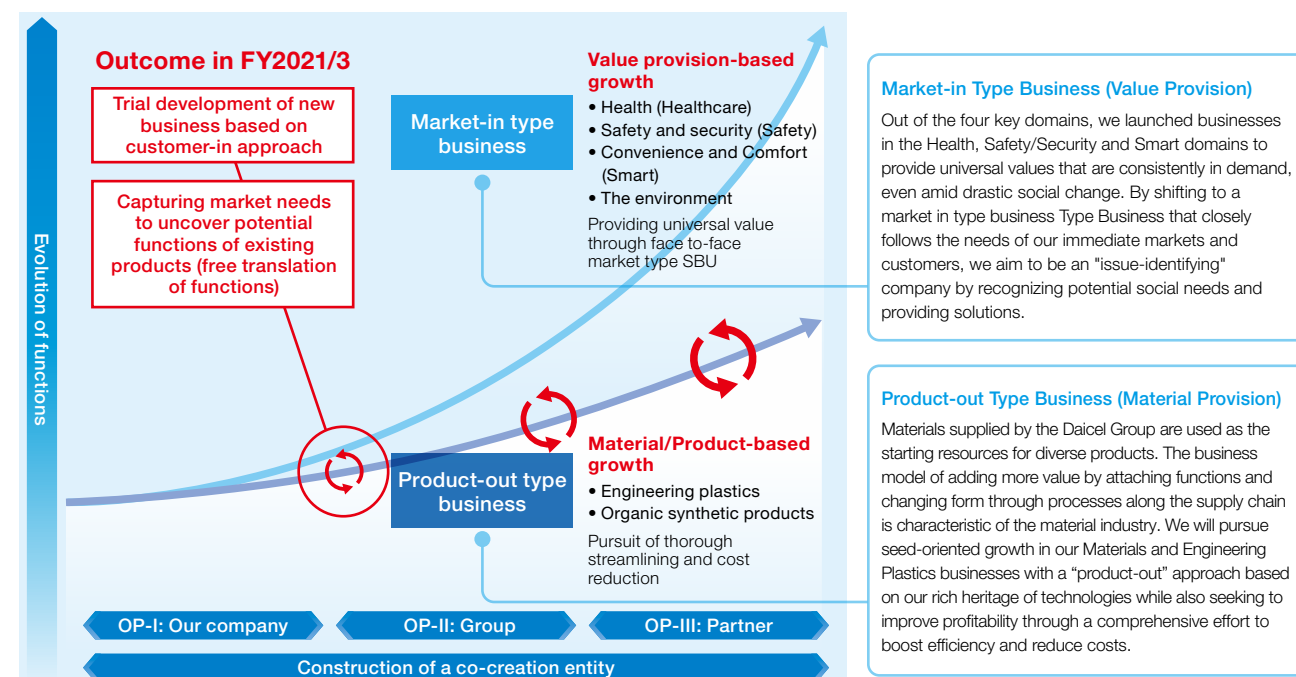 Evolution of functions
Outcome in FY2021/3
Trial development of new
business based on
customer-in approach
Capturing market needs
to uncover potential
functions of existing
products (free translation
of functions)
Market-in type
business
Value provision-based
growth
• Health (Healthcare)
• Safety and security (Safety)
• Convenience and Comfort
(Smart)
• The environment
Providing universal value
through face to-face
market type SBU
Product-out type
business
Material/Product-based
growth
• Engineering plastics
• Organic synthetic products
Pursuit of thorough
streamlining and cost
reduction
OP-I: Our company
OP-II: Group
OP-III: Partner
Construction of a co-creation entity
Market-in Type Business (Value Provision)
Out of the four key domains, we launched businesses
in the Health, Safety/Security and Smart domains to
provide universal values that are consistently in demand,
even amid drastic social change. By shifting to a
market in type business Type Business that closely
follows the needs of our immediate markets and
customers, we aim to be an "issue-identifying"
company by recognizing potential social needs and
providing solutions.
Product-out Type Business (Material Provision)
Materials supplied by the Daicel Group are used as the
starting resources for diverse products. The business
model of adding more value by attaching functions and
changing form through processes along the supply chain
is characteristic of the material industry. We will pursue
seed-oriented growth in our Materials and Engineering
Plastics businesses with a “product-out” approach based
on our rich heritage of technologies while also seeking to
improve profitability through a comprehensive effort to
boost efficiency and reduce costs.